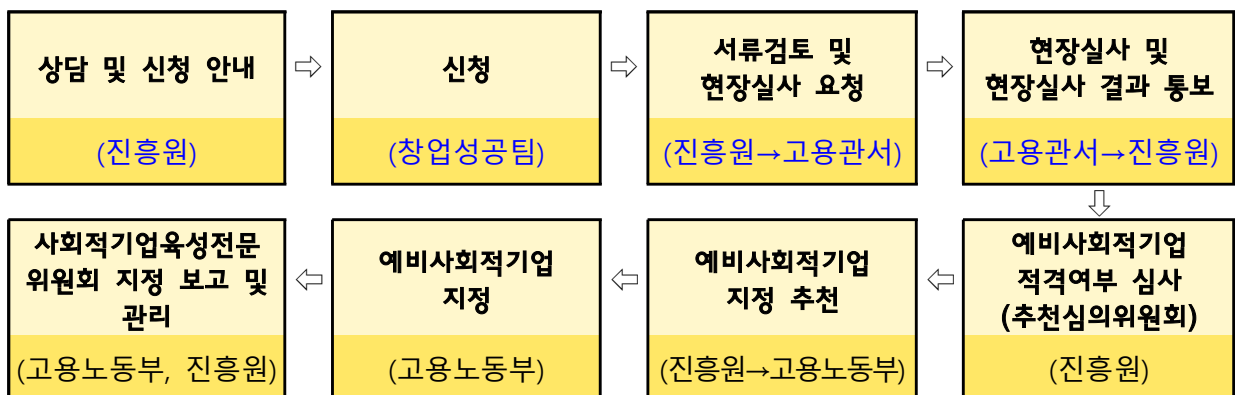 상담 및 신청 안내
(진흥원)
⇨
신청
(창업성공팀)
⇨
서류검토 및
현장실사 요청
(진흥원→고용관서)
⇨
현장실사 및
현장실사 결과 통보
(고용관서→진흥원)
⇩
예비사회적기업
적격여부 심사
(추천심의위원회)
(진흥원)
⇦
예비사회적기업
지정 추천
(진흥원→고용노동부)
⇦
예비사회적기업
지정
(고용노동부)
⇦
사회적기업육성전문
위원회 지정 보고 및
관리
(고용노동부, 진흥원)